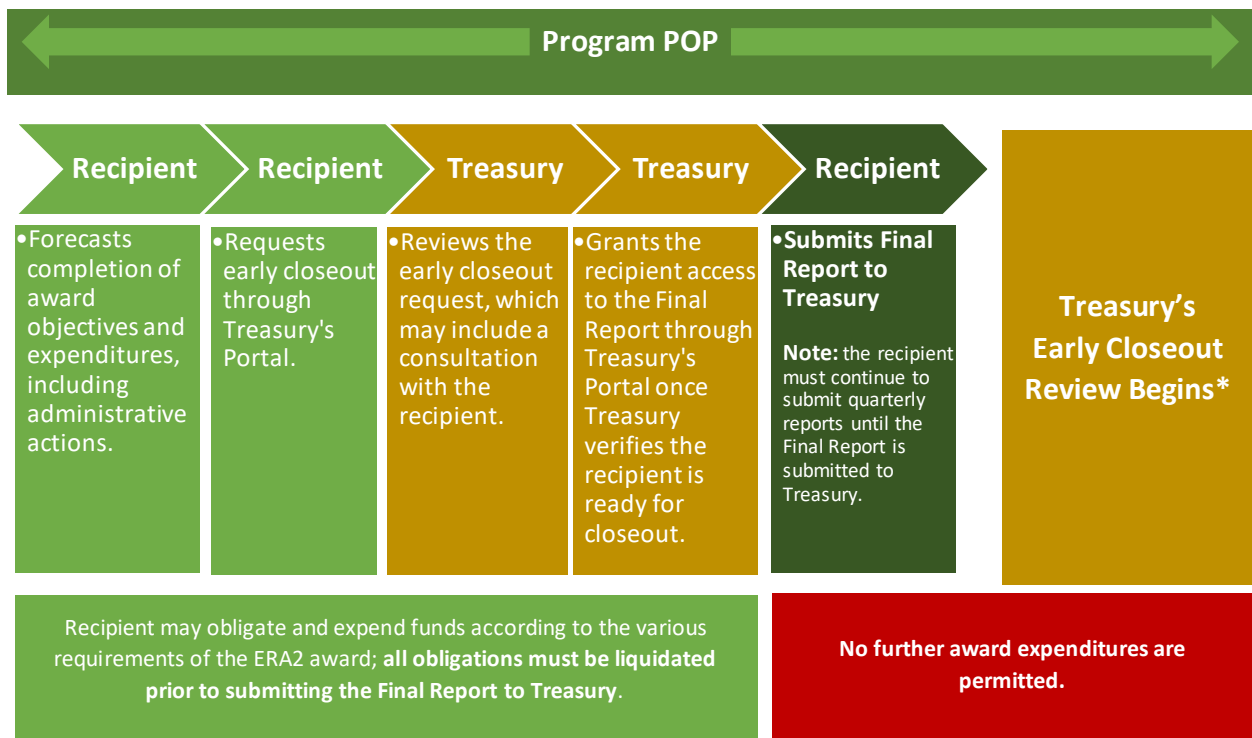 Program POP
Recipient
Recipient
Treasury
Treasury
Recipient
•Forecasts
completion of
award
objectives and
expenditures,
including
administrative
actions.
•Requests
early closeout
through
Treasury's
Portal.
•Reviews the
early closeout
request, which
may include a
consultation
with the
recipient.
•Grants the
recipient access
to the Final
Report through
Treasury's
Portal once
Treasury
verifies the
recipient is
ready for
closeout.
•Submits Final
Report to
Treasury
Note: the recipient
must continue to
submit quarterly
reports until the
Final Report is
submitted to
Treasury.
Treasury’s
Early Closeout
Review Begins*
Recipient may obligate and expend funds according to the various
requirements of the ERA2 award; all obligations must be liquidated
prior to submitting the Final Report to Treasury.
No further award expenditures are
permitted.